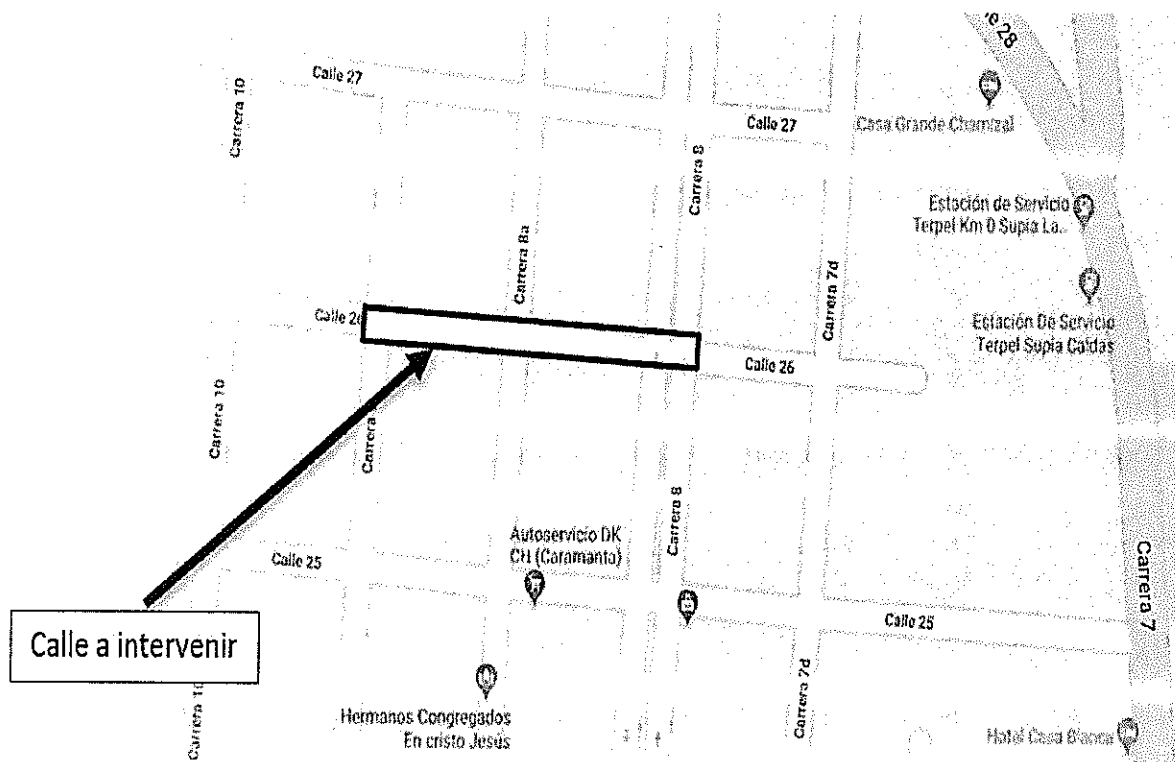 28
Calle 27
Carrera 10
Calle 27
Casa Grande Chamizal
Carrera 8
Estación de Servicio
Terpel Km 0 Supia La..
Carrera 8a
Carrera 7d
Calle 26
Estación De Servicio
Terpel Supia Caldas
Calle 26
Carrera 10
Carrera
Carrera 8
Autoservicio DK
CH (Caramanta)
Calle 25
Carrera 7
Calle 25
Calle a intervenir
Carrera 7d
Carrera 10
Hermanos Congregados
En cristo Jesús
Hotel Casa Blanca